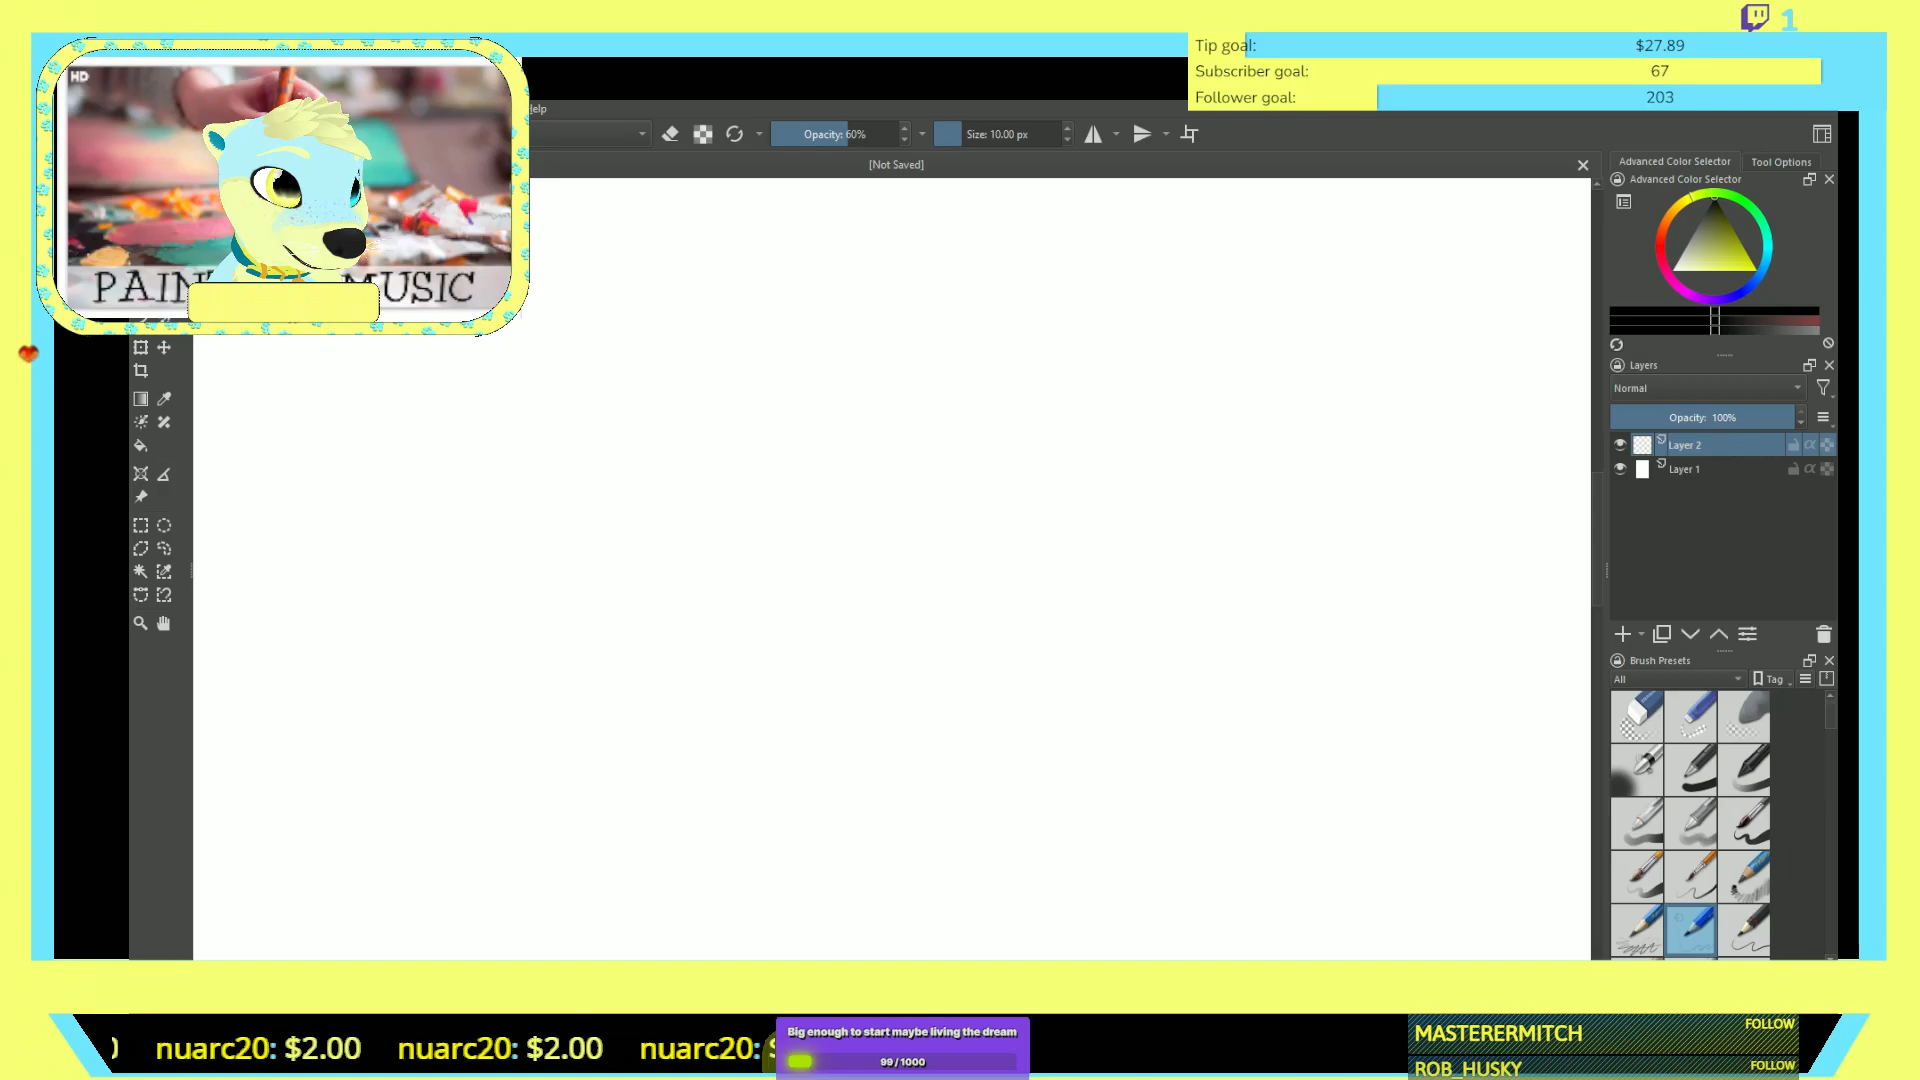 1
Tip goal: $27.89
Subscriber goal: 67
Follower goal: 203
HD
PAIN MUSIC
elp
Opacity: 60%
Size: 10.00 px
[Not Saved]
Advanced Color Selector
Tool Options
Advanced Color Selector
Layers
Normal
Opacity: 100%
Layer 2
Layer 1
Brush Presets
All
Tag
nuarc20: $2.00 nuarc20: $2.00 nuarc20:
Big enough to start maybe living the dream
99 / 1000
MASTERERMITCH FOLLOW
ROB_HUSKY FOLLOW